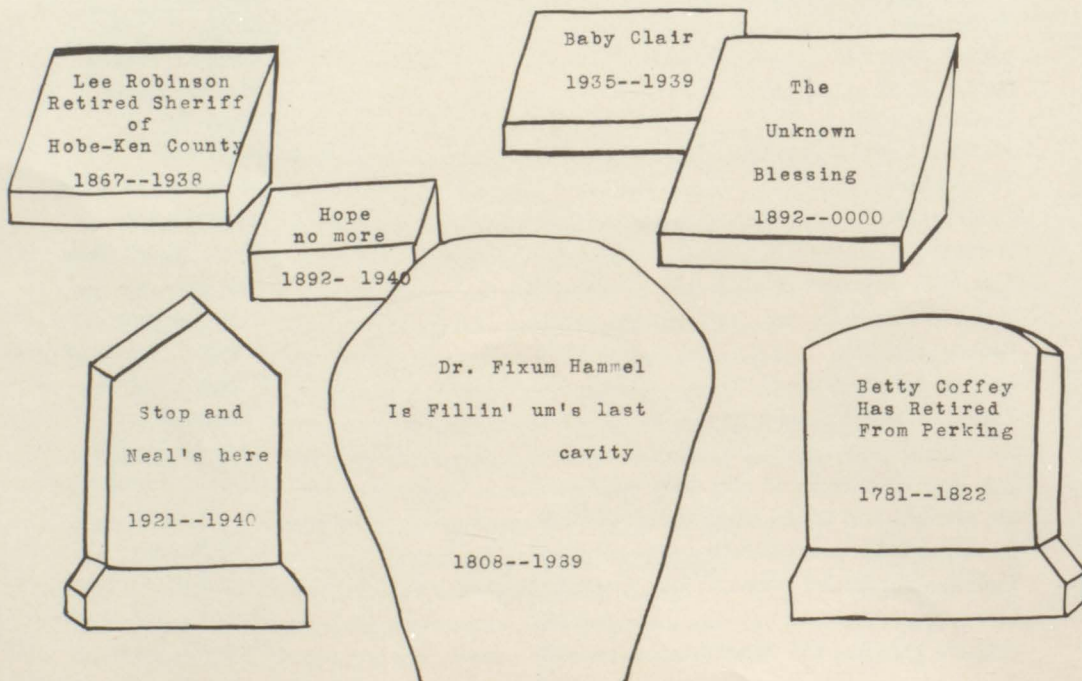 Lee Robinson
Retired Sheriff
of
Hobe-Ken County
1867--1938
Baby Clair
1935--1939
The
Unknown
Blessing
1892--0000
Hope
no more
1892- 1940
Stop and
Neal's here
1921--1940
Dr. Fixum Hammel
Is Fillin' um's last
cavity
1808--1989
Betty Coffey
Has Retired
From Perking
1781--1822